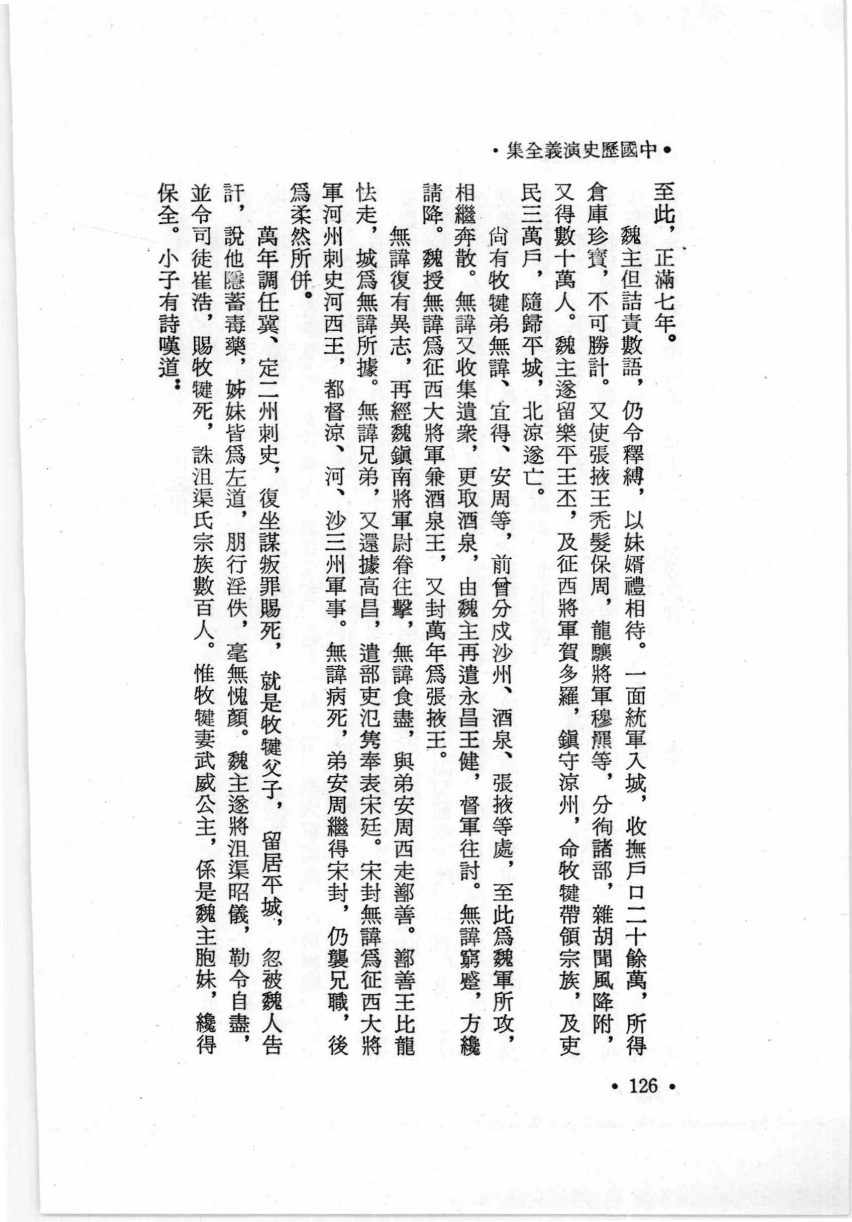 •中國歷史演義全集•
至此，正滿七年。
魏主但詰責數語，仍令釋縛，以妹婿禮相待。一面統軍入城，收撫戶口二十餘萬，所得
倉庫珍寶，不可勝計。又使張掖王禿髮保周，龍驤將軍穆羆等，分徇諸部，雜胡聞風降附，
又得數十萬人。魏主遂留樂平王丕，及征西將軍賀多羅，鎮守涼州，命牧犍帶領宗族，及吏
民三萬戶，隨歸平城，北涼遂亡。
尙有牧犍弟無諱、宜得、安周等，前曾分戍沙州、酒泉、張掖等處，至此爲魏軍所攻，
相繼奔散。無諱又收集遺衆，更取酒泉，由魏主再遣永昌王健，督軍往討。無諱窮蹙，方纔
請降。魏授無諱爲征西大將軍兼酒泉王，又封萬年爲張掖王。
無諱復有異志，再經魏鎭南將軍尉眷往擊，無諱食盡，與弟安周西走鄯善。鄯善王比龍
怯走，城爲無諱所據。無諱兄弟，又還據高昌，遣部吏氾雋奉表宋廷。宋封無諱爲征西大將
軍河州刺史河西王，都督涼、河、沙三州軍事。無諱病死，弟安周繼得宋封，仍襲兄職，後
爲柔然所併。
萬年調任冀、定二州刺史，復坐謀叛罪賜死，就是牧犍父子，留居平城，忽被魏人告
訐，說他隱蓄毒藥，姊妹皆爲左道，朋行淫佚，毫無愧顏。魏主遂將沮渠昭儀，勒令自盡，
並令司徒崔浩，賜牧犍死，誅沮渠氏宗族數百人。惟牧犍妻武威公主，係是魏主胞妹，纔得
保全。小子有詩嘆道：
•126•